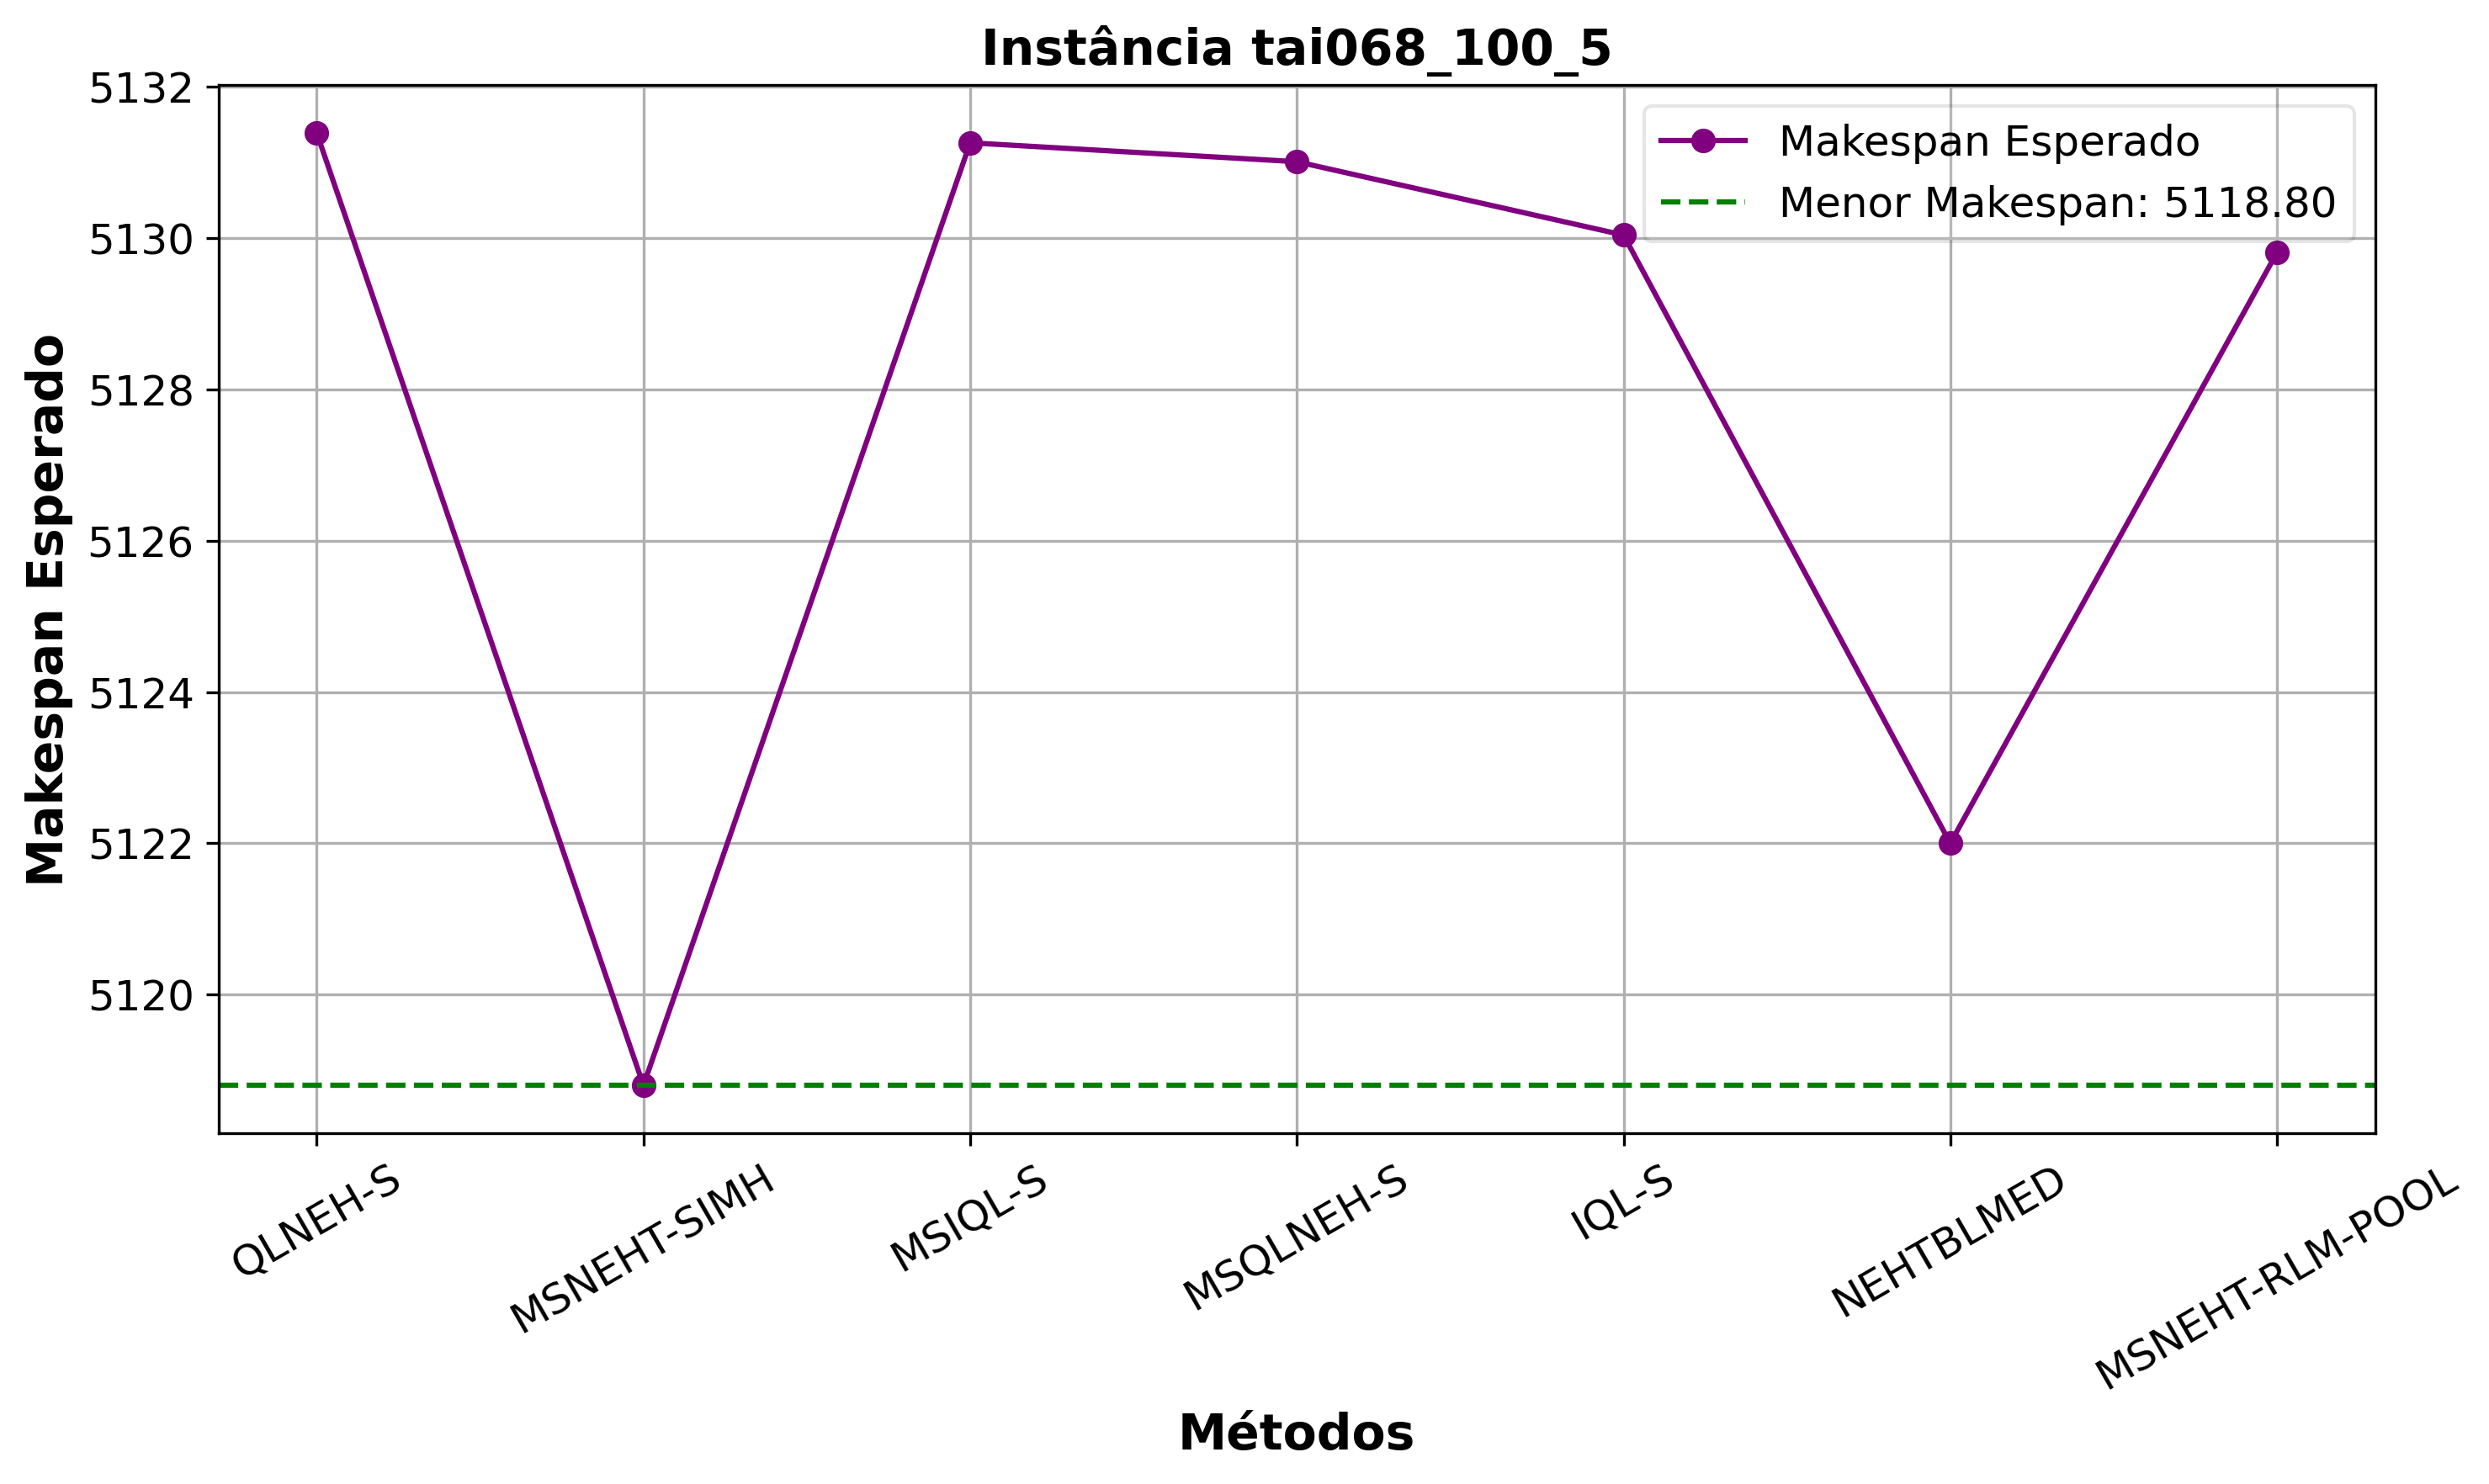 Instância tai068_100_5
Makespan Esperado
Menor Makespan: 5118.80
Makespan Esperado
5132
5130
5128
5126
5124
5122
5120
QLNEH-S
MSNEHT-SIMH
MSIQL-S
MSQLNEH-S
IQL-S
NEHTBLMED
MSNEHT-RLM-POOL
Métodos